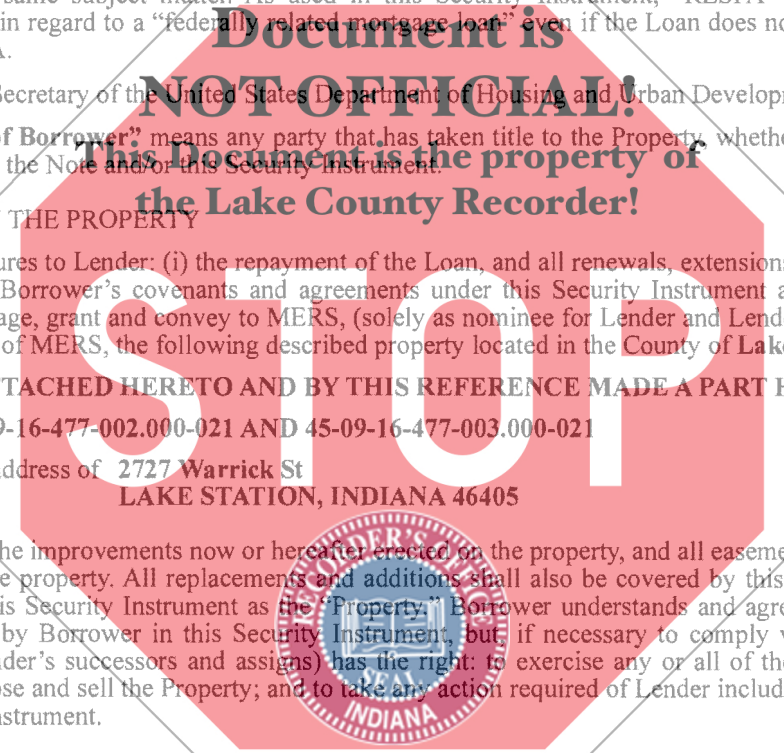 same subject matter. As used in this Security Instrument, "RESPA"
in regard to a "federally related mortgage loan" even if the Loan does no
A.
Document is
NOT OFFICIAL!
This Document is the property of
the Lake County Recorder!
STOP
Secretary of the United States Department of Housing and Urban Develop
of Borrower" means any party that has taken title to the Property, wheth
the Note and/or this Security Instrument.
THE PROPERTY
ures to Lender: (i) the repayment of the Loan, and all renewals, extension
Borrower's covenants and agreements under this Security Instrument a
age, grant and convey to MERS, (solely as nominee for Lender and Lend
of MERS, the following described property located in the County of Lake
TACHED HERETO AND BY THIS REFERENCE MADE A PART H
9-16-477-002.000-021 AND 45-09-16-477-003.000-021
ddress of 2727 Warrick St
LAKE STATION, INDIANA 46405
he improvements now or hereafter erected on the property, and all easeme
e property. All replacements and additions shall also be covered by this
is Security Instrument as the "Property." Borrower understands and agre
by Borrower in this Security Instrument, but, if necessary to comply
nder's successors and assigns) has the right: to exercise any or all of the
ose and sell the Property; and to take any action required of Lender includ
nstrument.
RECORDER'S OFFICE
SEAL
INDIANA